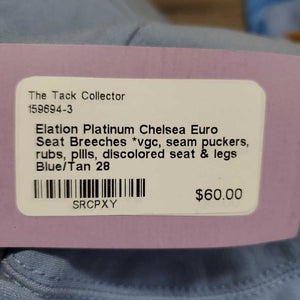 The Tack Collector
159694-3
Elation Platinum Chelsea Euro
Seat Breeches *vgc, seam puckers,
rubs, pills, discolored seat & legs
Blue/Tan 28
SRCPXY
$60.00